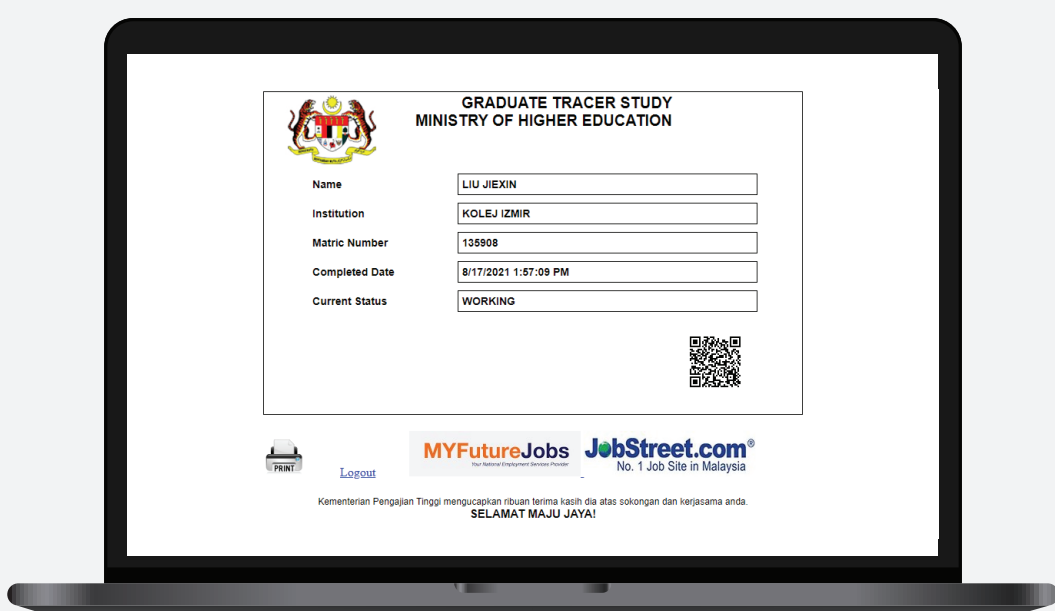 GRADUATE TRACER STUDY
MINISTRY OF HIGHER EDUCATION
Name LIU JIEXIN
Institution KOLEJ IZMIR
Matric Number 135908
Completed Date 8/17/2021 1:57:09 PM
Current Status WORKING
PRINT
Logout
MYFutureJobs
Your National Employment Services Provider
JobStreet.com®
No. 1 Job Site in Malaysia
Kementerian Pengajian Tinggi mengucapkan ribuan terima kasih dia atas sokongan dan kerjasama anda.
SELAMAT MAJU JAYA!